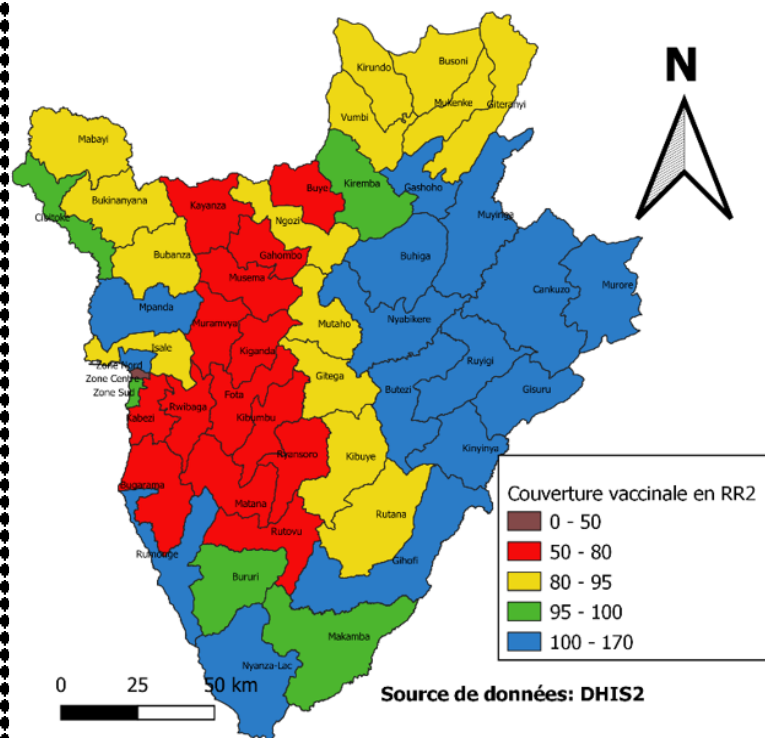 N
Kirundo
Busoni
Vumbi
Mukenke
Giteranyi
Mabayi
Kiremba
Gashoho
Buye
Bukinanyana
Kayanza
Ngozi
Muyinga
Cibitoke
Bubanza
Gahombo
Buhiga
Musema
Cankuzo
Murore
Mpanda
Muramvya
Mutaho
Nyabikere
Isale
Kiganda
Zone Nord
Zone Centre
Gitega
Ruyigi
Zone Sud
Fota
Butezi
Gisuru
Kabezi
Rwibaga
Kibumbu
Ryansoro
Kibuye
Kinyinya
Bugarama
Matana
Rutana
Rutovu
Rumonge
Gihofi
Bururi
Makamba
Nyanza-Lac
Couverture vaccinale en RR2
0 - 50
50 - 80
80 - 95
95 - 100
100 - 170
0 25 50 km
Source de données: DHIS2